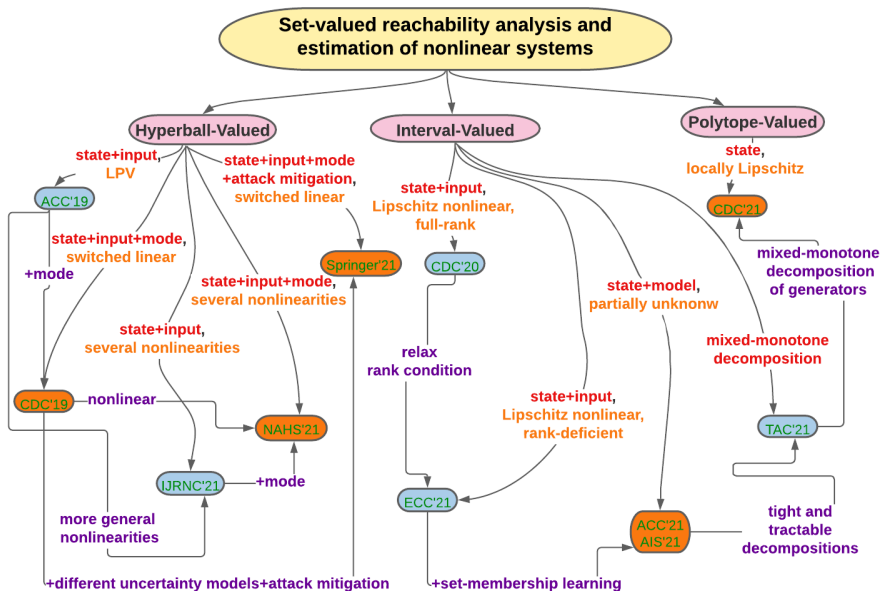 Set-valued reachability analysis and
estimation of nonlinear systems
Hyperball-Valued
Interval-Valued
Polytope-Valued
state+input,
LPV
state+input+mode
+attack mitigation,
switched linear
state+input,
Lipschitz nonlinear,
full-rank
state,
locally Lipschitz
ACC'19
CDC'21
state+input+mode,
switched linear
+mode
Springer'21
CDC'20
mixed-monotone
decomposition
of generators
state+input+mode,
several nonlinearities
state+model,
partially unknonw
state+input,
several nonlinearities
relax
rank condition
mixed-monotone
decomposition
CDC'19
nonlinear
NAHS'21
state+input,
Lipschitz nonlinear,
rank-deficient
TAC'21
IJRNC'21
+mode
ECC'21
more general
nonlinearities
ACC'21
AIS'21
tight and
tractable
decompositions
+different uncertainty models+attack mitigation
+set-membership learning